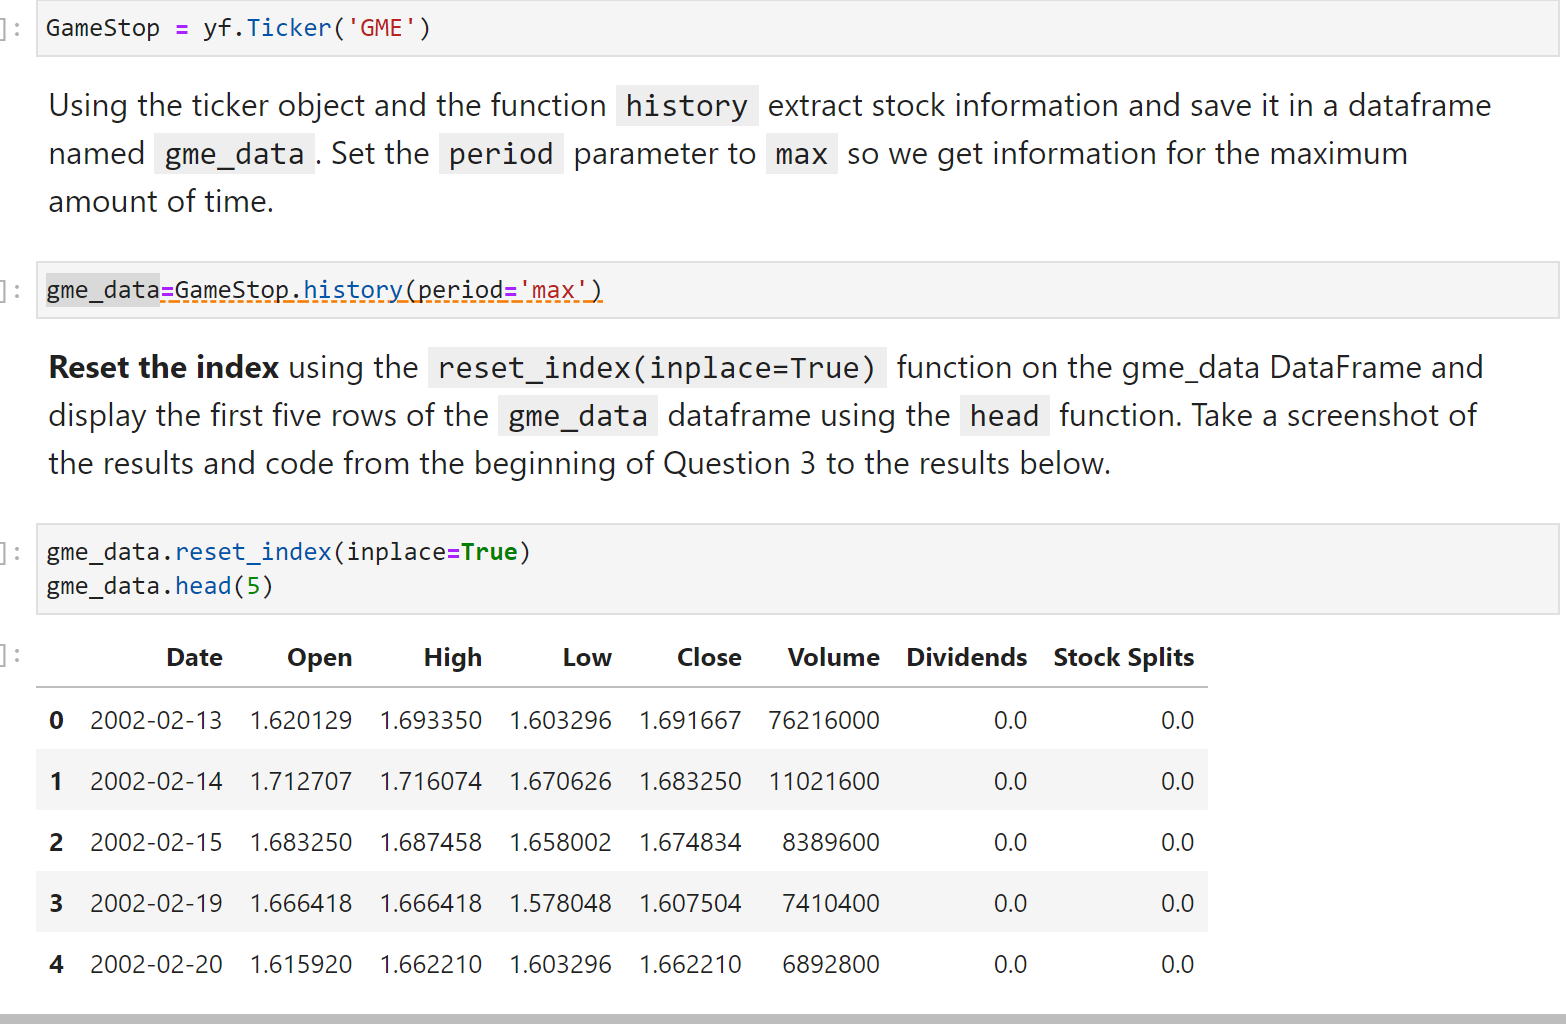 ]: GameStop = yf.Ticker('GME')
Using the ticker object and the function history extract stock information and save it in a dataframe
named gme_data . Set the period parameter to max so we get information for the maximum
amount of time.
]: gme_data=GameStop.history(period='max')
Reset the index using the reset_index(inplace=True) function on the gme_data DataFrame and
display the first five rows of the gme_data dataframe using the head function. Take a screenshot of
the results and code from the beginning of Question 3 to the results below.
]: gme_data.reset_index(inplace=True)
gme_data.head(5)
]: Date Open High Low Close Volume Dividends Stock Splits
0 2002-02-13 1.620129 1.693350 1.603296 1.691667 76216000 0.0 0.0
1 2002-02-14 1.712707 1.716074 1.670626 1.683250 11021600 0.0 0.0
2 2002-02-15 1.683250 1.687458 1.658002 1.674834 8389600 0.0 0.0
3 2002-02-19 1.666418 1.666418 1.578048 1.607504 7410400 0.0 0.0
4 2002-02-20 1.615920 1.662210 1.603296 1.662210 6892800 0.0 0.0